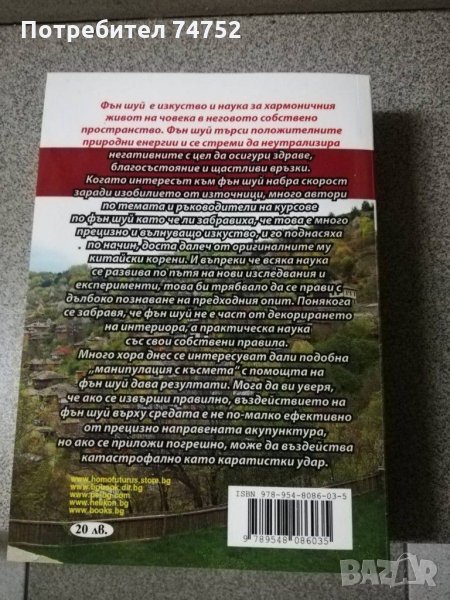 Потребител 74752
Фън шуй е изкуство и наука за хармоничния
живот на човека в неговото собствено
пространство. Фън шуй търси положителните
природни енергии и се стреми да неутрализира
негативните с цел да осигури здраве,
благосъстояние и щастливи връзки.
Когато интересът към фън шуй набра скорост
заради изобилието от източници, много автори
по темата и ръководители на курсове
по фън шуй като че ли забравиха, че това е много
прецизно и вълнуващо изкуство, и го поднасяха
по начин, доста далеч от оригиналните му
китайски корени. И въпреки че всяка наука
се развива по пътя на нови изследвания и
експерименти, това би трябвало да се прави с
дълбоко познаване на предходния опит. Понякога
се забравя, че фън шуй не е част от декорирането
на интериора, а практическа наука
със свои собствени правила.
Много хора днес се интересуват дали подобна
„манипулация с късмета“ с помощта на
фън шуй дава резултати. Мога да ви уверя,
че ако се извърши правилно, въздействието на
фън шуй върху средата е не по-малко ефективно
от прецизно направената акупунктура,
но ако се приложи погрешно, може да въздейства
катастрофално като каратистки удар.
www.homofuturus.store.bg
www.helikon.bg
www.books.bg
20 лв.
ISBN 978-954-8086-03-5
9 789548 086035
BAZAR